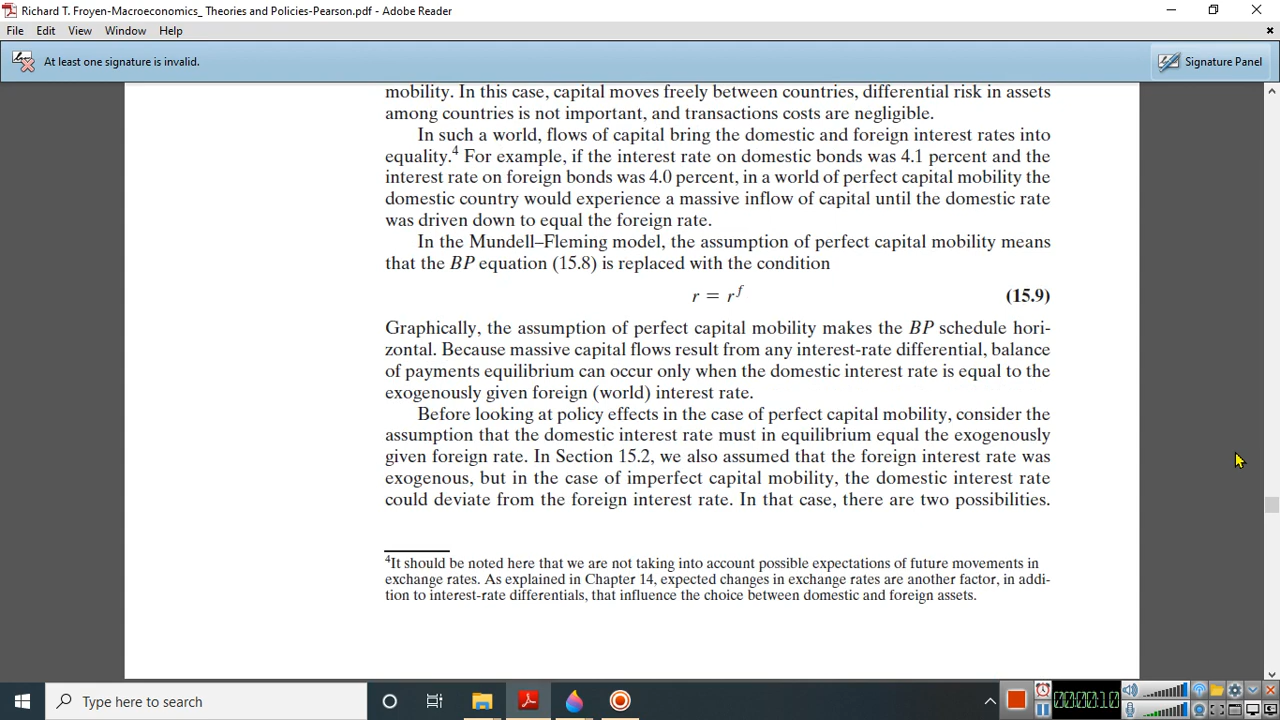 Richard T. Froyen-Macroeconomics_ Theories and Policies-Pearson.pdf - Adobe Reader
File Edit View Window Help
At least one signature is invalid.
Signature Panel
mobility. In this case, capital moves freely between countries, differential risk in assets
among countries is not important, and transactions costs are negligible.
In such a world, flows of capital bring the domestic and foreign interest rates into
equality.⁴ For example, if the interest rate on domestic bonds was 4.1 percent and the
interest rate on foreign bonds was 4.0 percent, in a world of perfect capital mobility the
domestic country would experience a massive inflow of capital until the domestic rate
was driven down to equal the foreign rate.
In the Mundell–Fleming model, the assumption of perfect capital mobility means
that the BP equation (15.8) is replaced with the condition
r = rᶠ (15.9)
Graphically, the assumption of perfect capital mobility makes the BP schedule hori-
zontal. Because massive capital flows result from any interest-rate differential, balance
of payments equilibrium can occur only when the domestic interest rate is equal to the
exogenously given foreign (world) interest rate.
Before looking at policy effects in the case of perfect capital mobility, consider the
assumption that the domestic interest rate must in equilibrium equal the exogenously
given foreign rate. In Section 15.2, we also assumed that the foreign interest rate was
exogenous, but in the case of imperfect capital mobility, the domestic interest rate
could deviate from the foreign interest rate. In that case, there are two possibilities.
⁴It should be noted here that we are not taking into account possible expectations of future movements in
exchange rates. As explained in Chapter 14, expected changes in exchange rates are another factor, in addi-
tion to interest-rate differentials, that influence the choice between domestic and foreign assets.
Type here to search
00:00:10